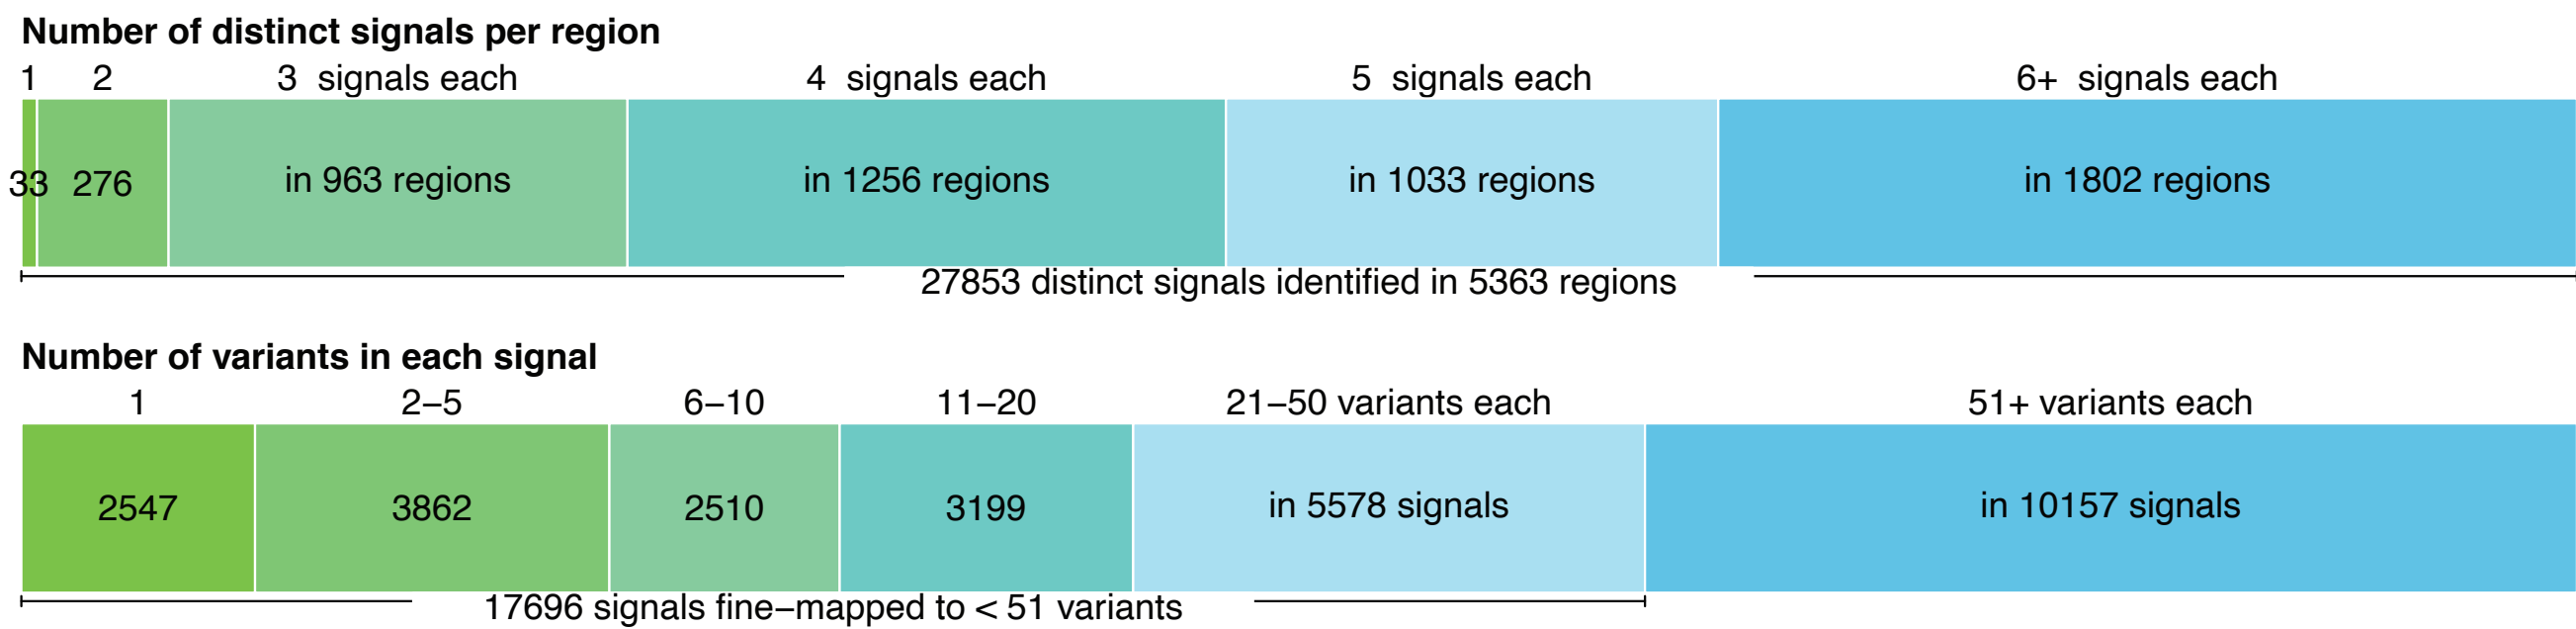 Number of distinct signals per region
1 2 3 signals each 4 signals each 5 signals each 6+ signals each
33 276 in 963 regions in 1256 regions in 1033 regions in 1802 regions
27853 distinct signals identified in 5363 regions
Number of variants in each signal
1 2–5 6–10 11–20 21–50 variants each 51+ variants each
2547 3862 2510 3199 in 5578 signals in 10157 signals
17696 signals fine–mapped to < 51 variants